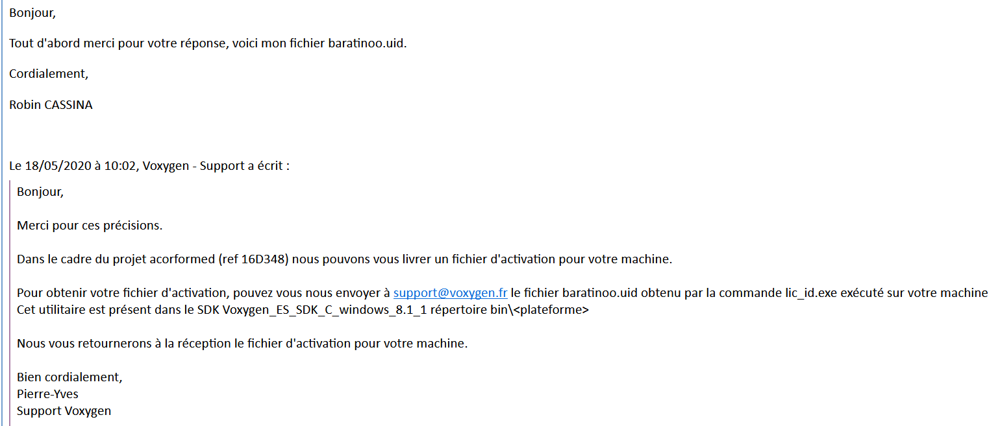 Bonjour,
Tout d'abord merci pour votre réponse, voici mon fichier baratinoo.uid.
Cordialement,
Robin CASSINA
Le 18/05/2020 à 10:02, Voxygen - Support a écrit :
Bonjour,
Merci pour ces précisions.
Dans le cadre du projet acorformed (ref 16D348) nous pouvons vous livrer un fichier d'activation pour votre machine.
Pour obtenir votre fichier d'activation, pouvez vous nous envoyer à support@voxygen.fr le fichier baratinoo.uid obtenu par la commande lic_id.exe exécuté sur votre machine
Cet utilitaire est présent dans le SDK Voxygen_ES_SDK_C_windows_8.1_1 répertoire bin\<plateforme>
Nous vous retournerons à la réception le fichier d'activation pour votre machine.
Bien cordialement,
Pierre-Yves
Support Voxygen